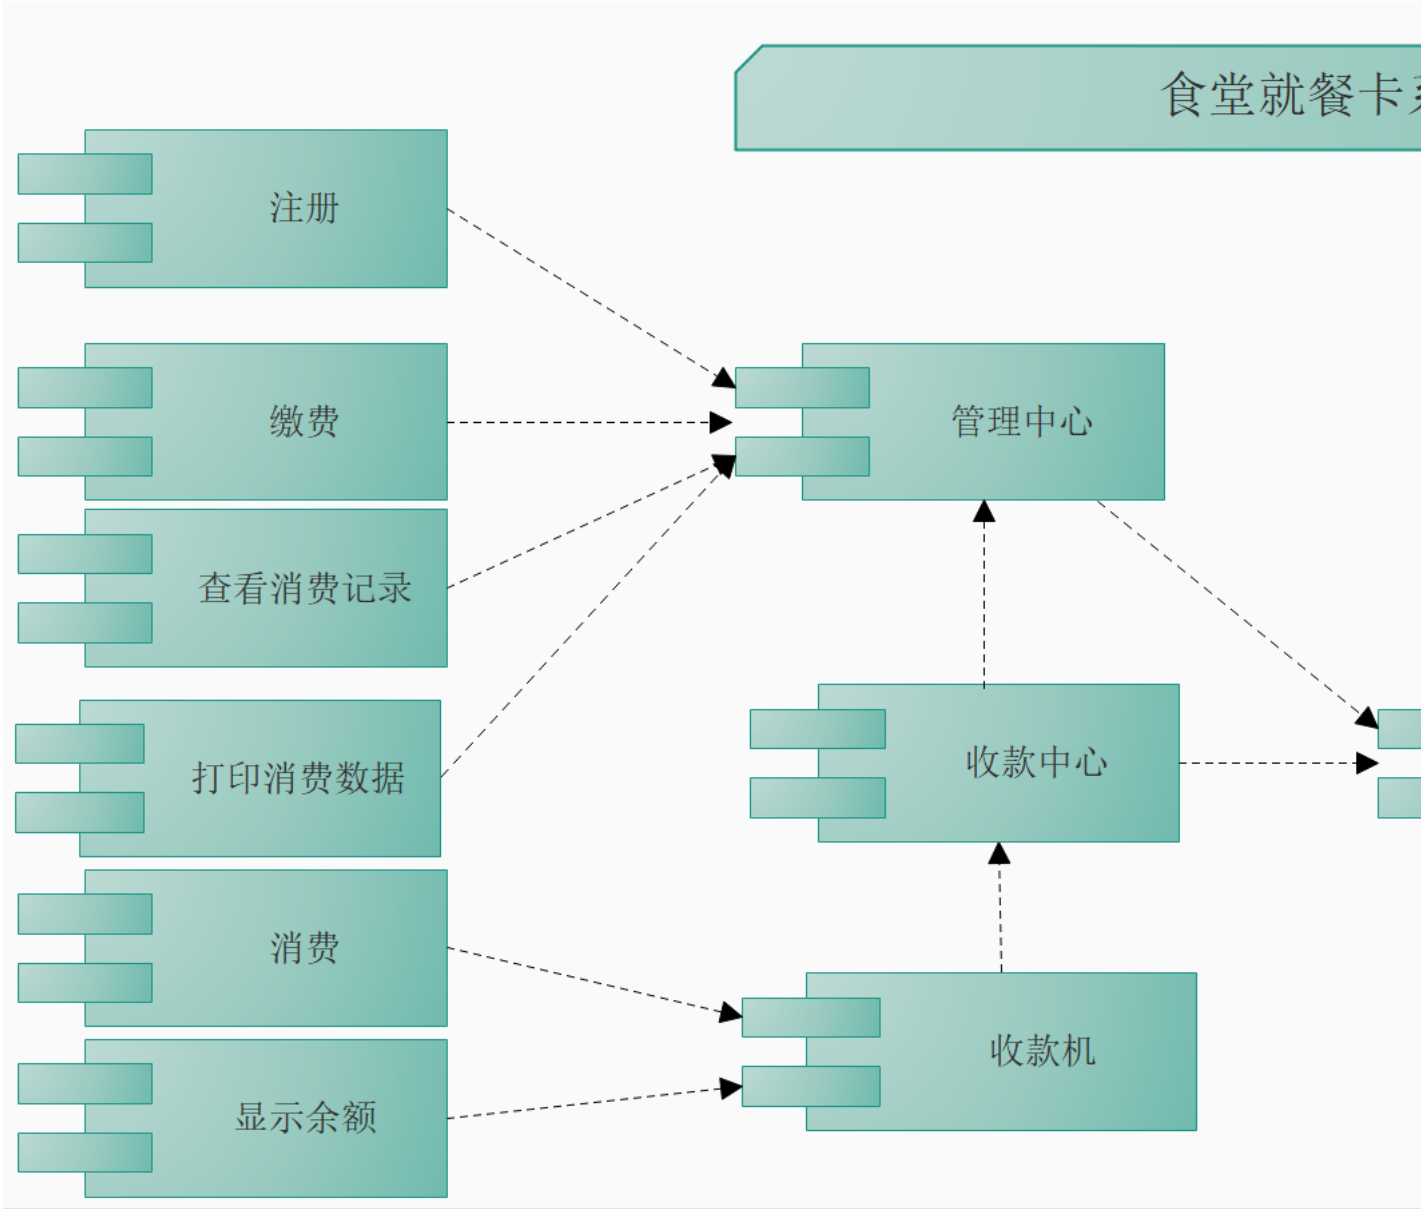 食堂就餐卡
注册
缴费
管理中心
查看消费记录
打印消费数据
收款中心
消费
收款机
显示余额